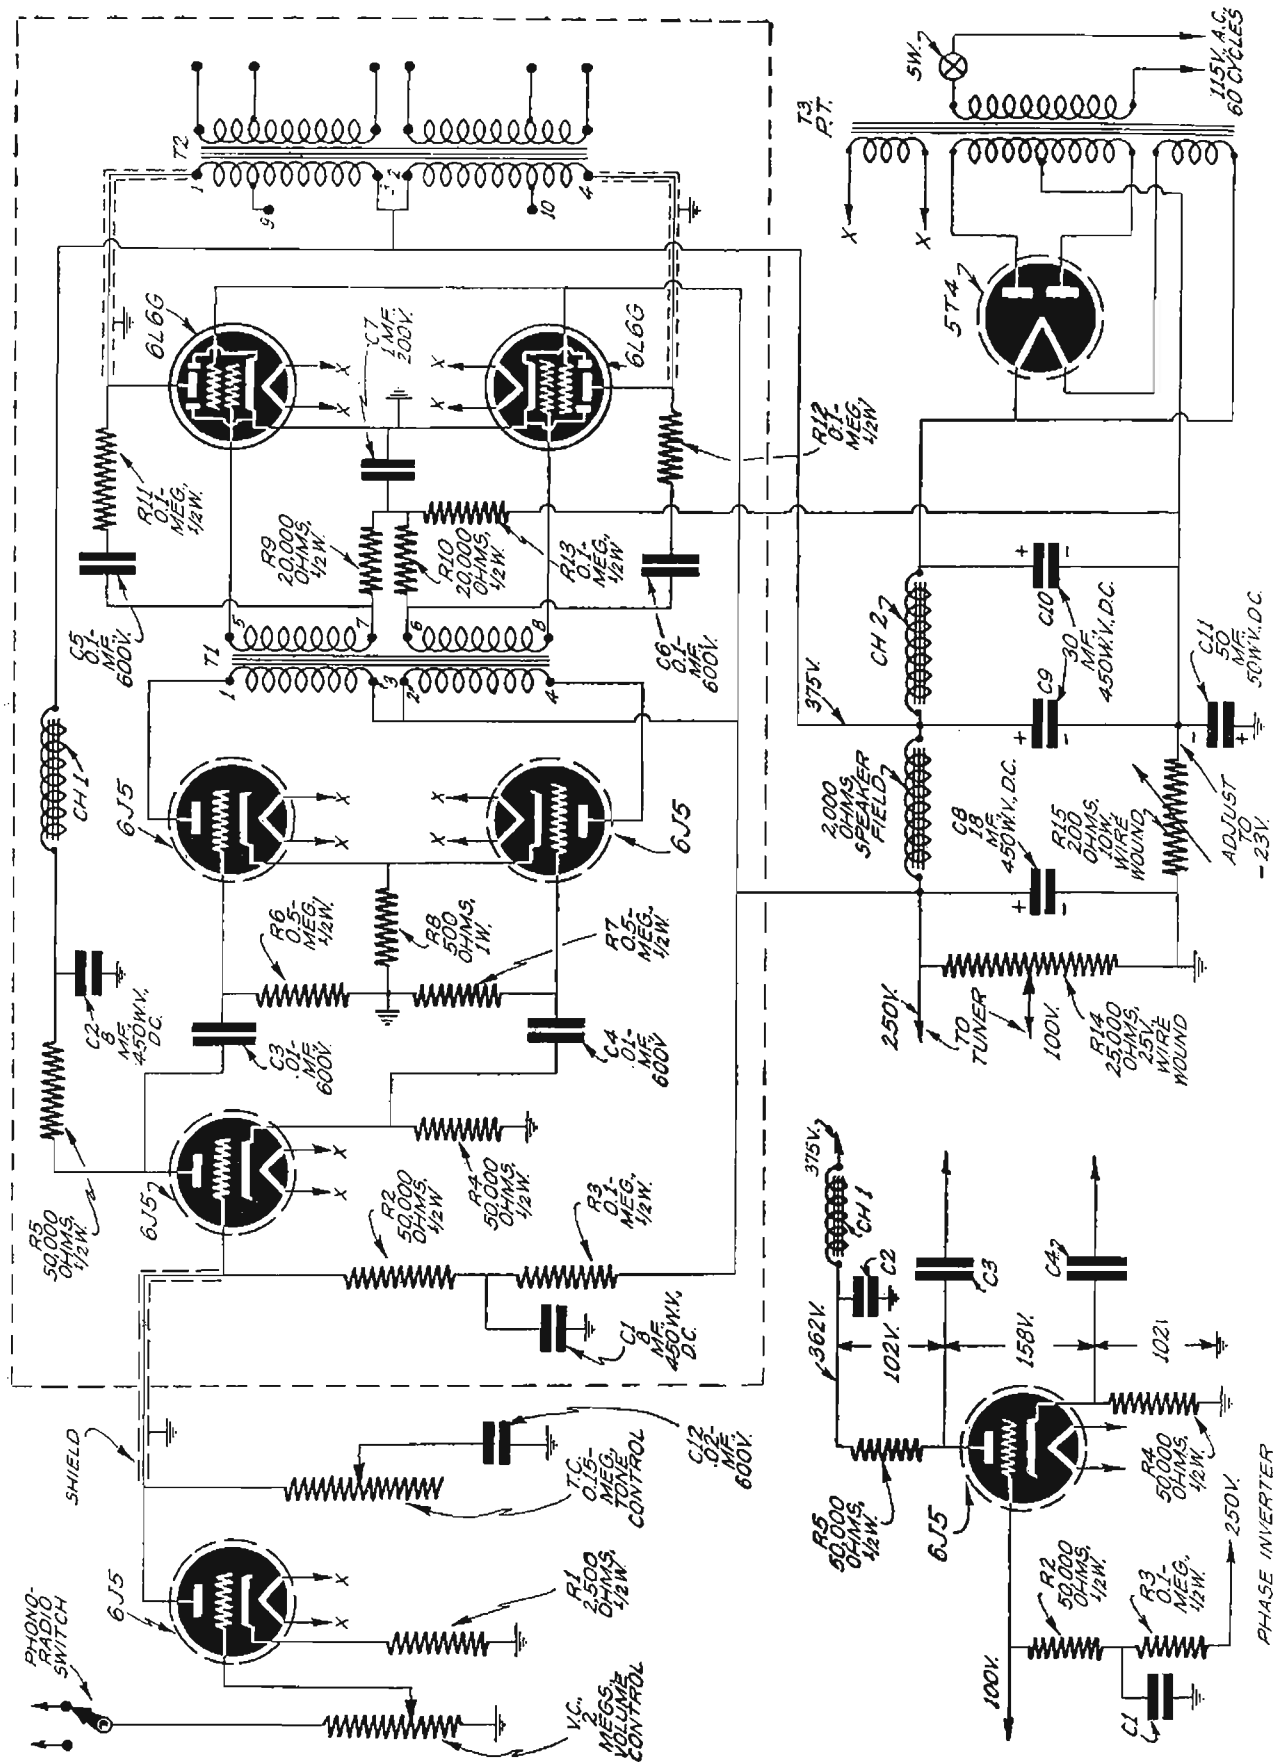 PHONO-
RADIO
SWITCH
6J5
SHIELD
V.C.,
2
MEGS.,
VOLUME
CONTROL
R1
2,500
OHMS,
1/2W.
X
X
T.C.
0.15-
MEG.,
TONE
CONTROL
C12
.02-
MF.
600V.
R5
50,000
OHMS,
1/2W.
6J5
X
X
R2
50,000
OHMS,
1/2W
R4
50,000
OHMS,
1/2W.
R3
0.1-
MEG.,
1/2W.
C1
8
MF.
450W.V.,
D.C.
C2
8
MF.,
450W.V.,
D.C.
C3
.01-
MF.
600V.
C4
.01-
MF.
600V
CH 1
6J5
X
X
R6
0.5-
MEG.,
1/2W.
R8
500
OHMS,
1W.
R7
0.5-
MEG.,
1/2W.
X
X
6J5
C5
0.1-
MF.
600V.
R11
0.1-
MEG.,
1/2W.
T1
1
3
2
4
5
7
6
8
R9
20,000
OHMS,
1/2W.
R10
20,000
OHMS,
1/2W.
R13
0.1-
MEG.,
1/2W
C6
0.1-
MF.
600V.
R12
0.1-
MEG.,
1/2W.
6L6G
X
X
C7
1 MF.
200V.
X
X
6L6G
T2
1
9
3
2
10
4
250V.
TO
TUNER
100V.
R14
25,000
OHMS,
25V.,
WIRE
WOUND
2,000
OHMS,
SPEAKER
FIELD
C8
18
MF.
450W.V.,D.C.
R15
200
OHMS,
10W.
WIRE
WOUND
ADJUST
TO
-23V.
375V.
CH 2
C9
C10
30
MF.
450W.V.,D.C.
C11
50
MF.
50W.V.D.C.
+
-
+
-
+
-
-
+
5T4
X
X
T3,
P.T.
5W.
115V., A.C.,
60 CYCLES
R5
50,000
OHMS,
1/2W.
6J5
362V.
102V.
158V.
102V
375V.
CH 1
C2
C3
C4
100V.
R2
50,000
OHMS,
1/2W.
R3
0.1-
MEG.,
1/2W.
C1
R4
50,000
OHMS,
1/2W.
250V.
PHASE INVERTER